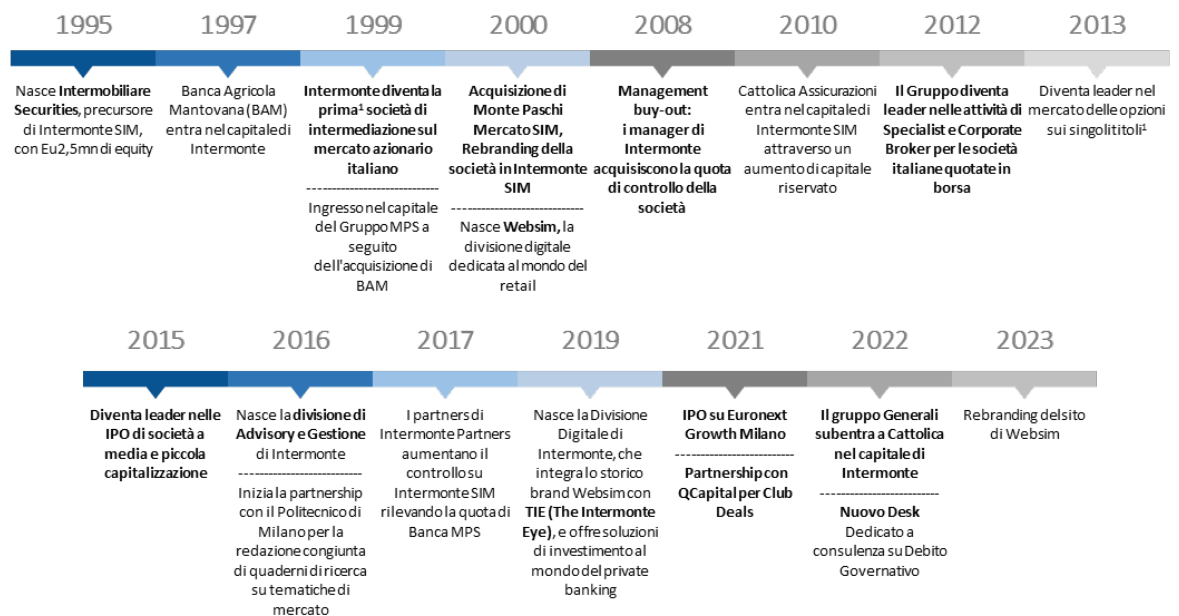 1995
Nasce Intermobiliare
Securities, precursore
di Intermonte SIM,
con Eu2,5mn di equity
1997
Banca Agricola
Mantovana (BAM)
entra nel capitale di
Intermonte
1999
Intermonte diventa la
prima¹ società di
intermediazione sul
mercato azionario
italiano
------------------------------
Ingresso nel capitale
del Gruppo MPS a
seguito
dell'acquisizione di
BAM
2000
Acquisizione di
Monte Paschi
Mercato SIM,
Rebranding della
società in Intermonte
SIM
------------------------------
Nasce Websim, la
divisione digitale
dedicata al mondo del
retail
2008
Management
buy-out:
i manager di
Intermonte
acquisiscono la quota
di controllo della
società
2010
Cattolica Assicurazioni
entra nel capitale di
Intermonte SIM
attraverso un
aumento di capitale
riservato
2012
Il Gruppo diventa
leader nelle attività di
Specialist e Corporate
Broker per le società
italiane quotate in
borsa
2013
Diventa leader nel
mercato delle opzioni
sui singoli titoli¹
2015
Diventa leader nelle
IPO di società a
media e piccola
capitalizzazione
2016
Nasce la divisione di
Advisory e Gestione
di Intermonte
----------------------------
Inizia la partnership
con il Politecnico di
Milano per la
redazione congiunta
di quaderni di ricerca
su tematiche di
mercato
2017
I partners di
Intermonte Partners
aumentano il
controllo su
Intermonte SIM
rilevando la quota di
Banca MPS
2019
Nasce la Divisione
Digitale di
Intermonte, che
integra lo storico
brand Websim con
TIE (The Intermonte
Eye), e offre soluzioni
di investimento al
mondo del private
banking
2021
IPO su Euronext
Growth Milano
---------------------------
Partnership con
QCapital per Club
Deals
2022
Il gruppo Generali
subentra a Cattolica
nel capitale di
Intermonte
--------------------------
Nuovo Desk
Dedicato a
consulenza su Debito
Governativo
2023
Rebranding del sito
di Websim